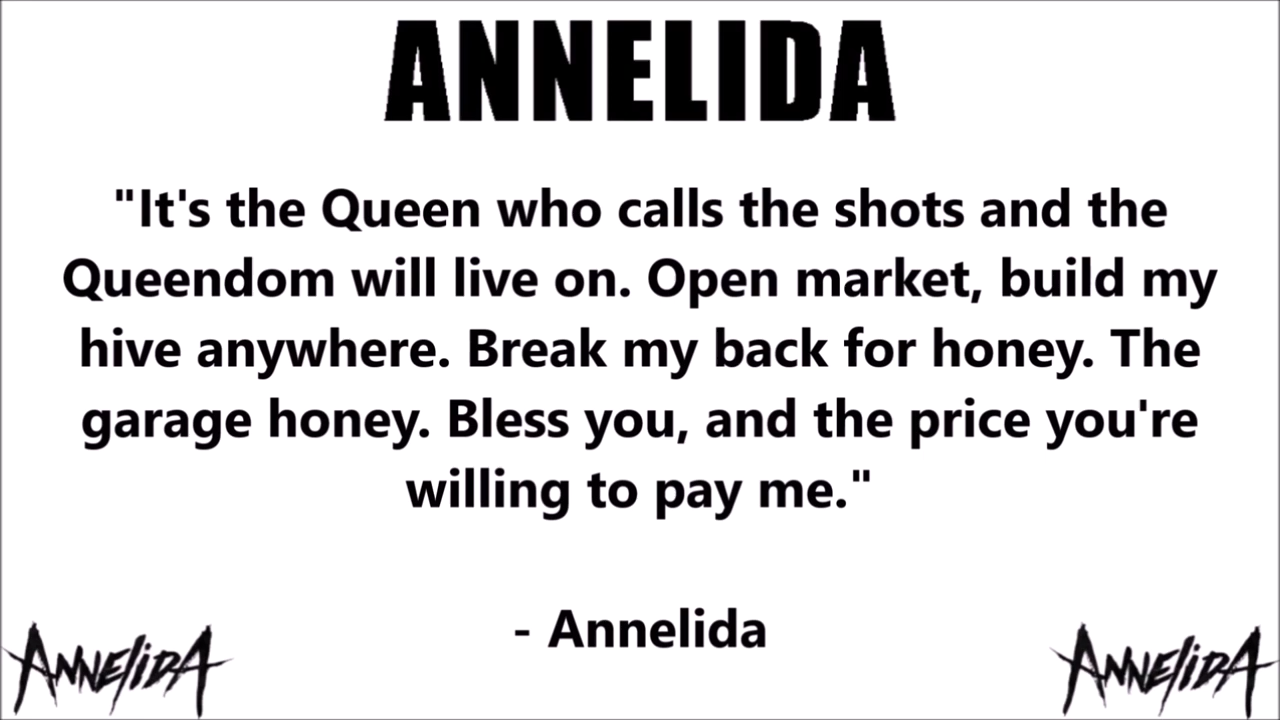 ANNELIDA
"It's the Queen who calls the shots and the
Queendom will live on. Open market, build my
hive anywhere. Break my back for honey. The
garage honey. Bless you, and the price you're
willing to pay me."
- Annelida
ANNELIDA
ANNELIDA